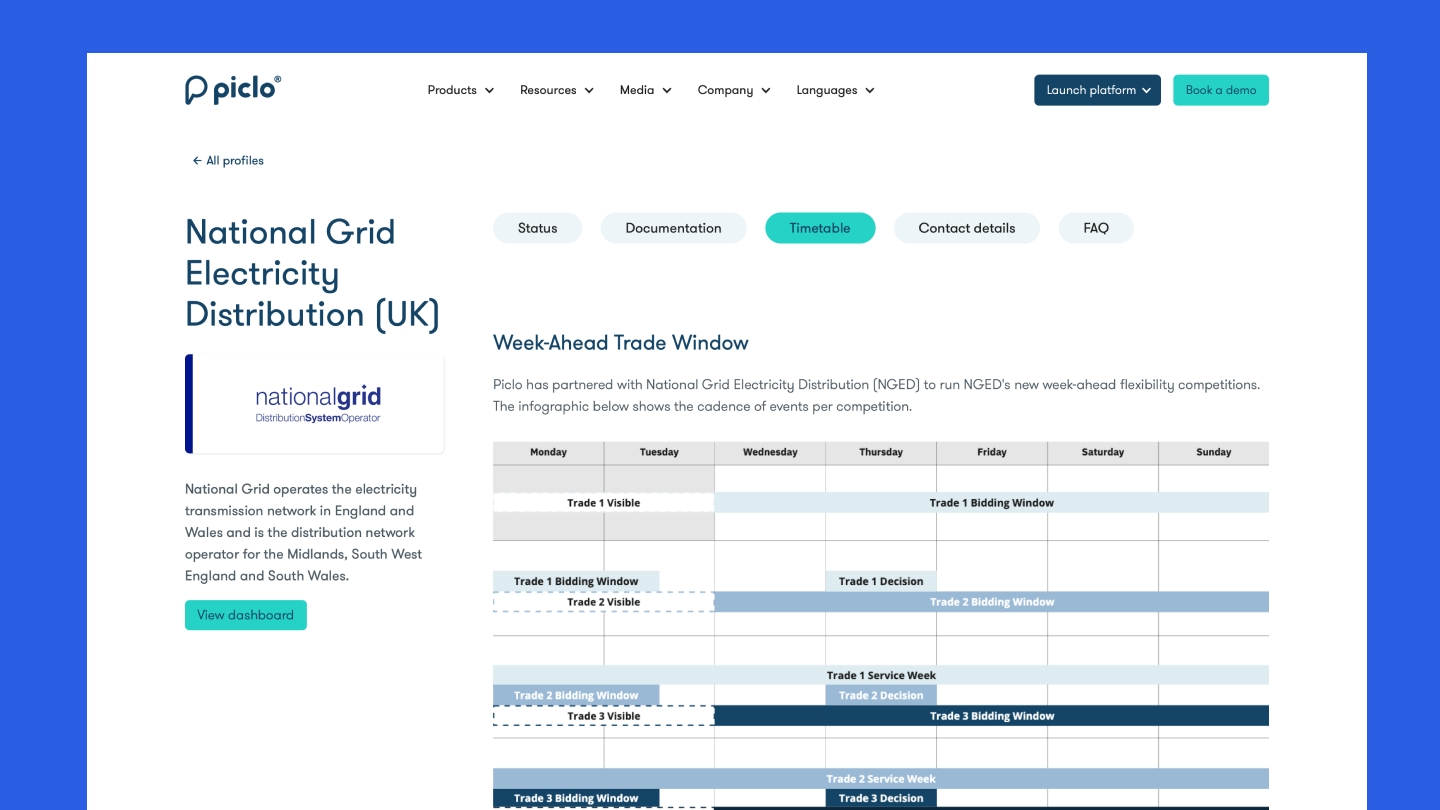 piclo®
Products
Resources
Media
Company
Languages
Launch platform
Book a demo
← All profiles
National Grid
Electricity
Distribution (UK)
nationalgrid
DistributionSystemOperator
National Grid operates the electricity
transmission network in England and
Wales and is the distribution network
operator for the Midlands, South West
England and South Wales.
View dashboard
Status
Documentation
Timetable
Contact details
FAQ
Week-Ahead Trade Window
Piclo has partnered with National Grid Electricity Distribution (NGED) to run NGED's new week-ahead flexibility competitions.
The infographic below shows the cadence of events per competition.
Monday Tuesday Wednesday Thursday Friday Saturday Sunday
Trade 1 Visible Trade 1 Bidding Window
Trade 1 Bidding Window Trade 1 Decision
Trade 2 Visible Trade 2 Bidding Window
Trade 1 Service Week
Trade 2 Bidding Window Trade 2 Decision
Trade 3 Visible Trade 3 Bidding Window
Trade 2 Service Week
Trade 3 Bidding Window Trade 3 Decision